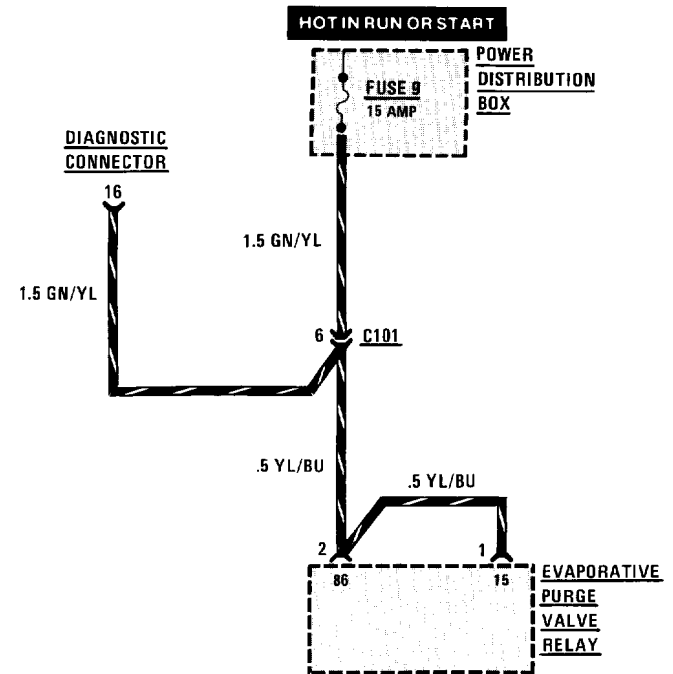 HOT IN RUN OR START
POWER
DISTRIBUTION
BOX
FUSE 9
15 AMP
DIAGNOSTIC
CONNECTOR
16
1.5 GN/YL
1.5 GN/YL
6
C101
.5 YL/BU
.5 YL/BU
2
1
86
15
EVAPORATIVE
PURGE
VALVE
RELAY